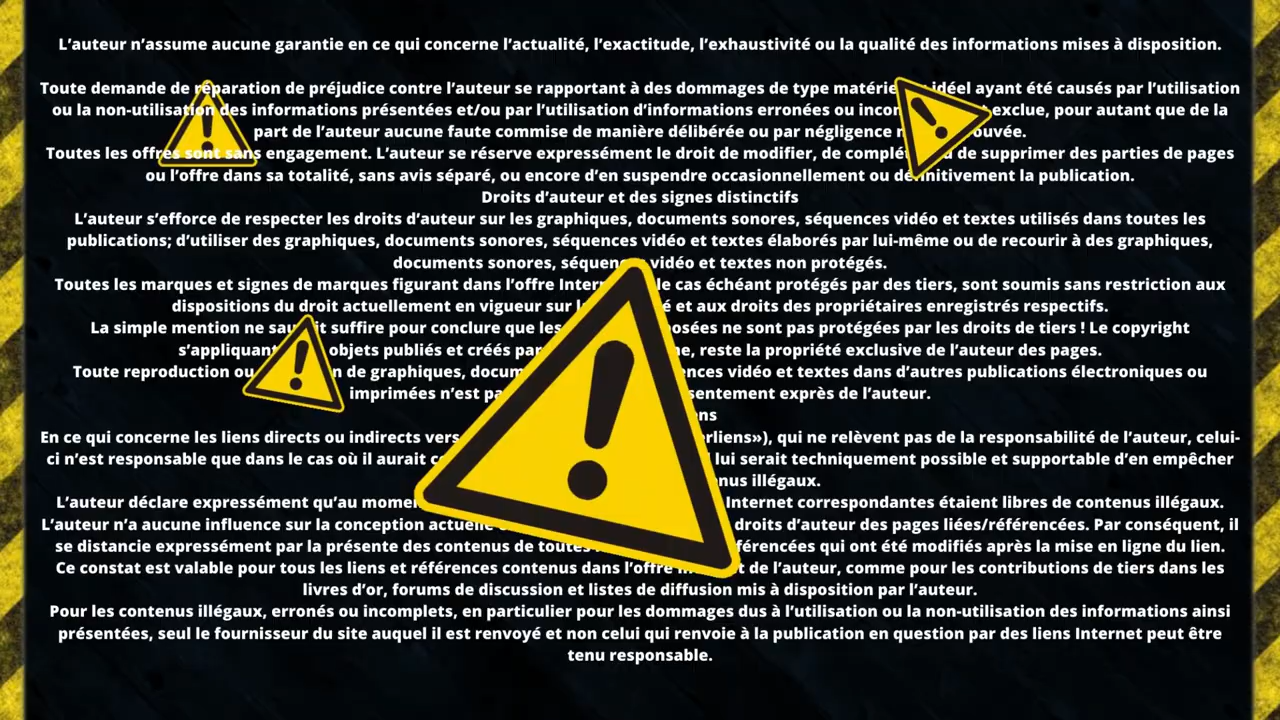 L’auteur n’assume aucune garantie en ce qui concerne l’actualité, l’exactitude, l’exhaustivité ou la qualité des informations mises à disposition.
Toute demande de réparation de préjudice contre l’auteur se rapportant à des dommages de type matérie idéel ayant été causés par l’utilisation
ou la non-utilisation des informations présentées et/ou par l’utilisation d’informations erronées ou incom exclue, pour autant que de la
part de l’auteur aucune faute commise de manière délibérée ou par négligence
Toutes les offres sont sans engagement. L’auteur se réserve expressément le droit de modifier, de complét de supprimer des parties de pages
ou l’offre dans sa totalité, sans avis séparé, ou encore d’en suspendre occasionnellement ou définitivement la publication.
Droits d’auteur et des signes distinctifs
L’auteur s’efforce de respecter les droits d’auteur sur les graphiques, documents sonores, séquences vidéo et textes utilisés dans toutes les
publications; d’utiliser des graphiques, documents sonores, séquences vidéo et textes élaborés par lui-même ou de recourir à des graphiques,
documents sonores, séquences vidéo et textes non protégés.
Toutes les marques et signes de marques figurant dans l’offre Intern le cas échéant protégés par des tiers, sont soumis sans restriction aux
dispositions du droit actuellement en vigueur sur et aux droits des propriétaires enregistrés respectifs.
La simple mention ne saurait suffire pour conclure que les ne sont pas protégées par les droits de tiers ! Le copyright
s’appliquant objets publiés et créés par reste la propriété exclusive de l’auteur des pages.
Toute reproduction ou de graphiques, docum vidéo et textes dans d’autres publications électroniques ou
imprimées n’est pa exprès de l’auteur.
En ce qui concerne les liens directs ou indirects vers qui ne relèvent pas de la responsabilité de l’auteur, celui-
ci n’est responsable que dans le cas où il aurait lui serait techniquement possible et supportable d’en empêcher
illégaux.
L’auteur déclare expressément qu’au momen Internet correspondantes étaient libres de contenus illégaux.
L’auteur n’a aucune influence sur la conception actuelle droits d’auteur des pages liées/référencées. Par conséquent, il
se distancie expressément par la présente des contenus de toutes qui ont été modifiés après la mise en ligne du lien.
Ce constat est valable pour tous les liens et références contenus dans l’offre de l’auteur, comme pour les contributions de tiers dans les
livres d’or, forums de discussion et listes de diffusion mis à disposition par l’auteur.
Pour les contenus illégaux, erronés ou incomplets, en particulier pour les dommages dus à l’utilisation ou la non-utilisation des informations ainsi
présentées, seul le fournisseur du site auquel il est renvoyé et non celui qui renvoie à la publication en question par des liens Internet peut être
tenu responsable.